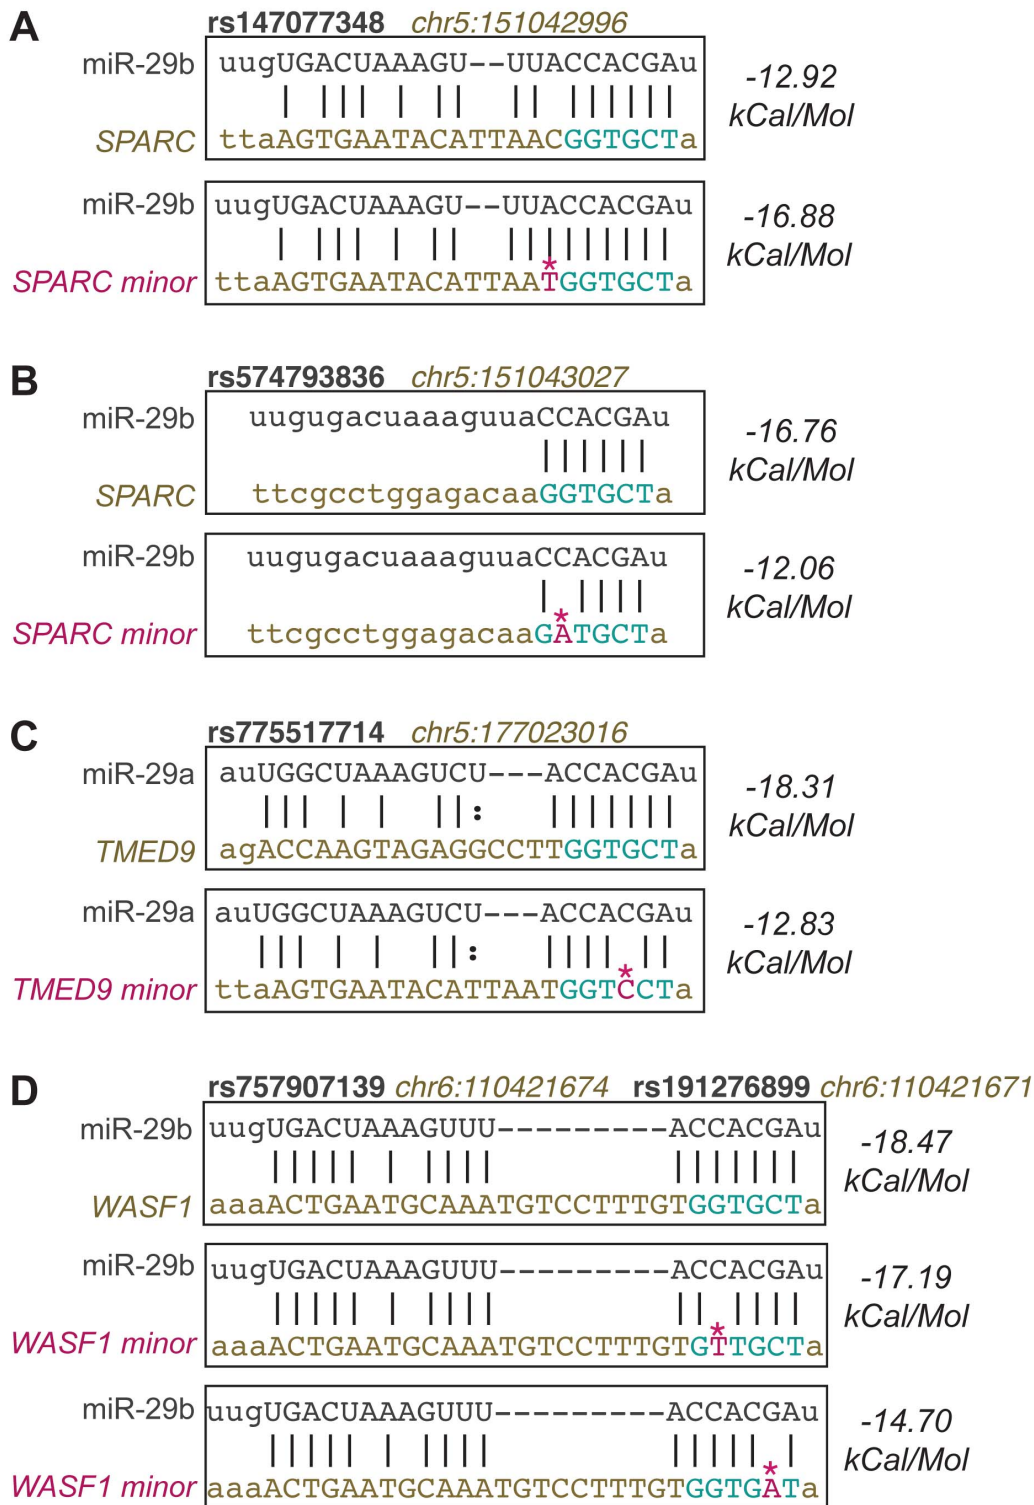 A
rs147077348 chr5:151042996
miR-29b uugUGACUAAAGU--UUACCACGAu
SPARC ttaAGTGAATACATTAACGGTGCTa
-12.92
kCal/Mol
miR-29b uugUGACUAAAGU--UUACCACGAu
*
SPARC minor ttaAGTGAATACATTAATGGTGCTa
-16.88
kCal/Mol
B
rs574793836 chr5:151043027
miR-29b uugugacuaaaguuaCCACGAu
SPARC ttcgcctggagacaaGGTGCTa
-16.76
kCal/Mol
miR-29b uugugacuaaaguuaCCACGAu
*
SPARC minor ttcgcctggagacaaGATGCTa
-12.06
kCal/Mol
C
rs775517714 chr5:177023016
miR-29a auUGGCUAAAGUCU---ACCACGAu
:
TMED9 agACCAAGTAGAGGCCTTGGTGCTa
-18.31
kCal/Mol
miR-29a auUGGCUAAAGUCU---ACCACGAu
: *
TMED9 minor ttaAGTGAATACATTAATGGTCCTa
-12.83
kCal/Mol
D
rs757907139 chr6:110421674 rs191276899 chr6:110421671
miR-29b uugUGACUAAAGUUU---------ACCACGAu
WASF1 aaaACTGAATGCAAATGTCCTTTGTGGTGCTa
-18.47
kCal/Mol
miR-29b uugUGACUAAAGUUU---------ACCACGAu
*
WASF1 minor aaaACTGAATGCAAATGTCCTTTGTGTTGCTa
-17.19
kCal/Mol
miR-29b uugUGACUAAAGUUU---------ACCACGAu
*
WASF1 minor aaaACTGAATGCAAATGTCCTTTGTGGTGATa
-14.70
kCal/Mol